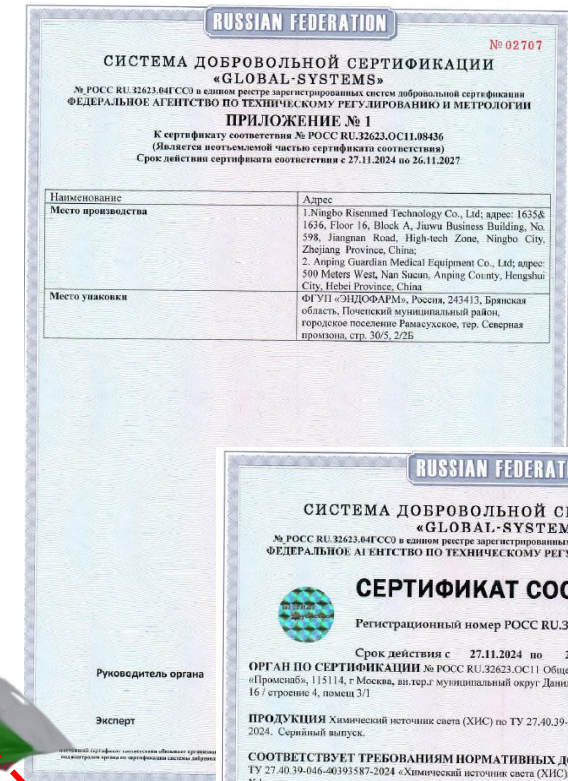 RUSSIAN FEDERATION
№ 02707
СИСТЕМА ДОБРОВОЛЬНОЙ СЕРТИФИКАЦИИ
«GLOBAL-SYSTEMS»
№ РОСС RU.32623.04ГСС0 в едином реестре зарегистрированных систем добровольной сертификации
ФЕДЕРАЛЬНОЕ АГЕНТСТВО ПО ТЕХНИЧЕСКОМУ РЕГУЛИРОВАНИЮ И МЕТРОЛОГИИ
ПРИЛОЖЕНИЕ № 1
К сертификату соответствия № РОСС RU.32623.ОС11.08436
(Является неотъемлемой частью сертификата соответствия)
Срок действия сертификата соответствия с 27.11.2024 по 26.11.2027
Наименование
Адрес
Место производства
1.Ningbo Risenmed Technology Co., Ltd; адрес: 1635&
1636, Floor 16, Block A, Jiuwu Business Building, No.
598, Jiangnan Road, High-tech Zone, Ningbo City,
Zhejiang Province, China;
2. Anping Guardian Medical Equipment Co., Ltd; адрес:
500 Meters West, Nan Sucun, Anping County, Hengshui
City, Hebei Province, China
Место упаковки
ФГУП «ЭНДОФАРМ», Россия, 243413, Брянская
область, Почепский муниципальный район,
городское поселение Рамасухское, тер. Северная
промзона, стр. 30/5, 2/2Б
Руководитель органа
Эксперт
RUSSIAN FEDERAT
СИСТЕМА ДОБРОВОЛЬНОЙ С
«GLOBAL-SYSTEM
№ РОСС RU.32623.04ГСС0 в едином реестре зарегистрированны
ФЕДЕРАЛЬНОЕ АГЕНТСТВО ПО ТЕХНИЧЕСКОМУ РЕГУ
СЕРТИФИКАТ СОО
Регистрационный номер РОСС RU.3
Срок действия с 27.11.2024 по 2
ОРГАН ПО СЕРТИФИКАЦИИ № РОСС RU.32623.ОС11 Обще
«Промснаб», 115114, г Москва, вн.тер.г муниципальный округ Данил
16 / строение 4, помещ 3/1
ПРОДУКЦИЯ Химический источник света (ХИС) по ТУ 27.40.39-
2024. Серийный выпуск.
СООТВЕТСТВУЕТ ТРЕБОВАНИЯМ НОРМАТИВНЫХ Д
ТУ 27.40.39-046-40393587-2024 «Химический источник света (ХИС)